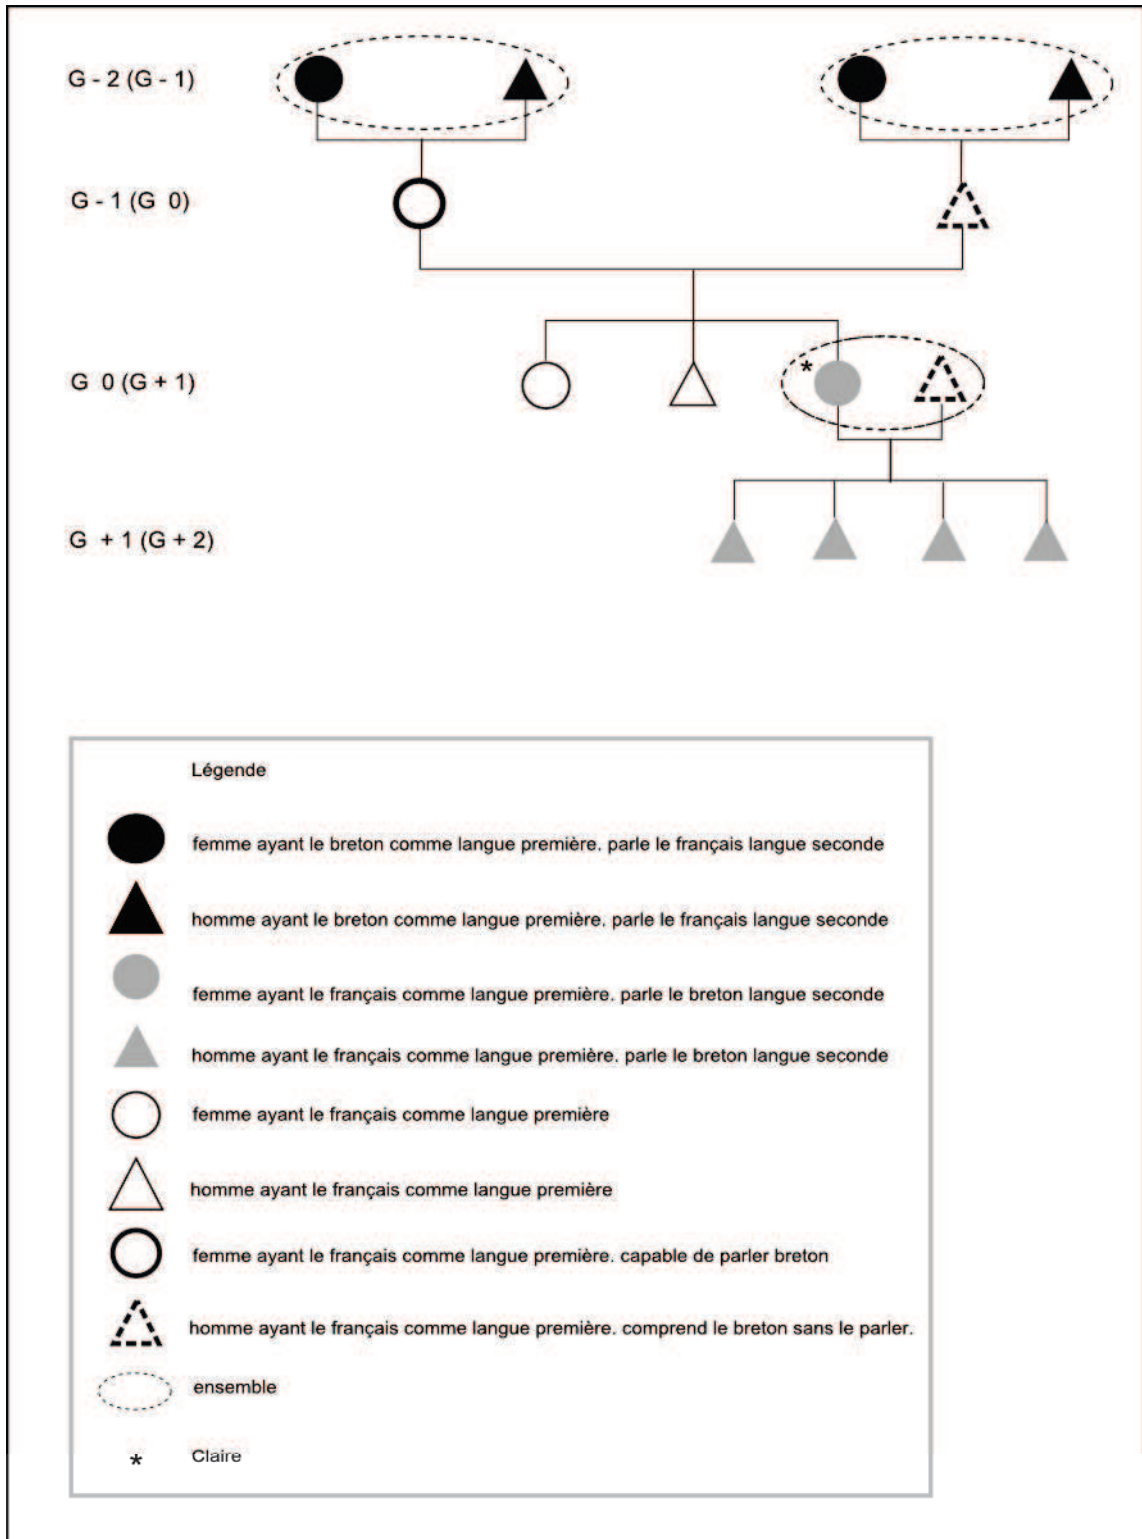 G - 2 (G - 1)
G - 1 (G 0)
*
G 0 (G + 1)
G + 1 (G + 2)
Légende
femme ayant le breton comme langue première. parle le français langue seconde
homme ayant le breton comme langue première. parle le français langue seconde
femme ayant le français comme langue première. parle le breton langue seconde
homme ayant le français comme langue première. parle le breton langue seconde
femme ayant le français comme langue première
homme ayant le français comme langue première
femme ayant le français comme langue première. capable de parler breton
homme ayant le français comme langue première. comprend le breton sans le parler.
ensemble
* Claire